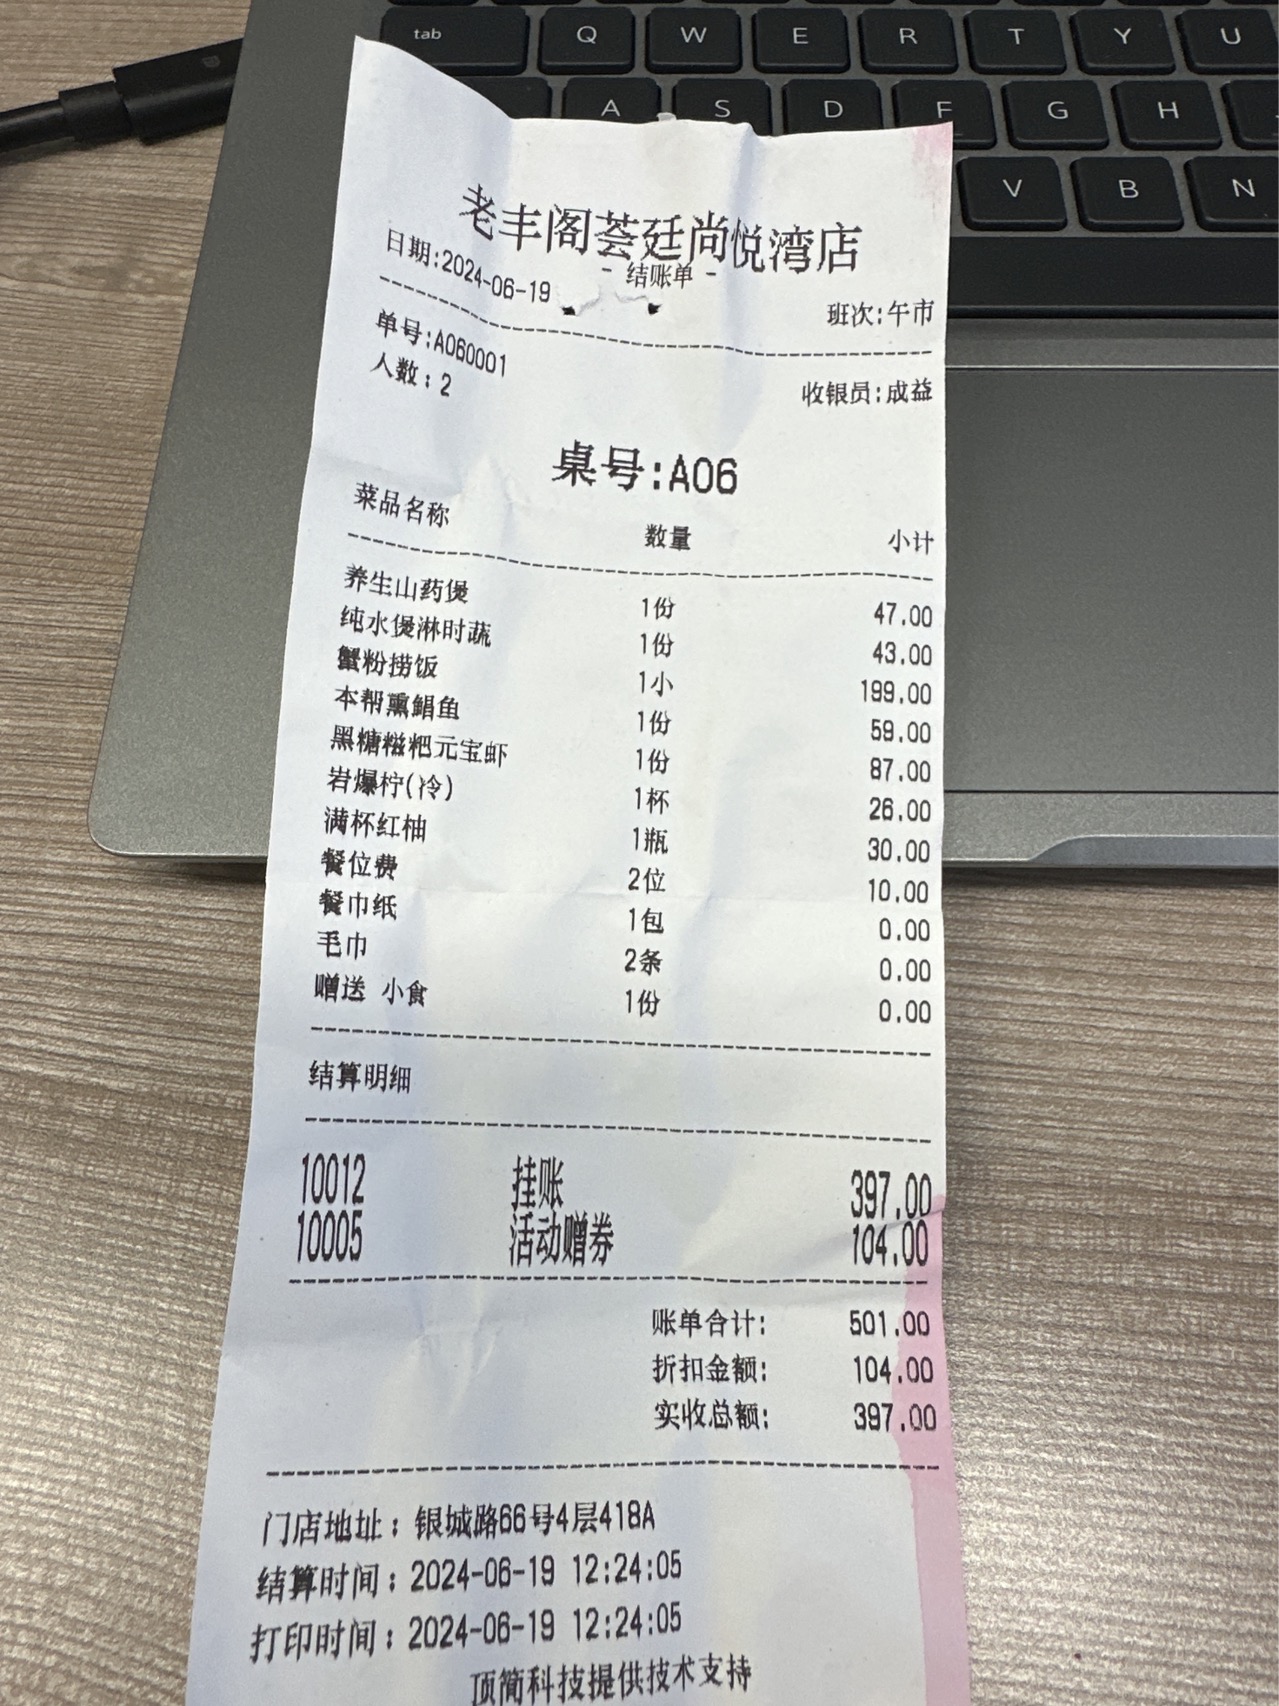 tab Q W E R T Y U
A S D F G H
V B N
老丰阁荟廷尚悦湾店
- 结账单 -
日期:2024-06-19 班次:午市
单号:A060001
人数:2 收银员:成益
桌号:A06
菜品名称 数量 小计
养生山药煲 1份 47.00
纯水煲淋时蔬 1份 43.00
蟹粉捞饭 1小 199.00
本帮熏鲳鱼 1份 59.00
黑糖糍粑元宝虾 1份 87.00
岩爆柠(冷) 1杯 26.00
满杯红柚 1瓶 30.00
餐位费 2位 10.00
餐巾纸 1包 0.00
毛巾 2条 0.00
赠送 小食 1份 0.00
结算明细
10012 挂账 397.00
10005 活动赠券 104.00
账单合计: 501.00
折扣金额: 104.00
实收总额: 397.00
门店地址:银城路66号4层418A
结算时间:2024-06-19 12:24:05
打印时间:2024-06-19 12:24:05
顶简科技提供技术支持